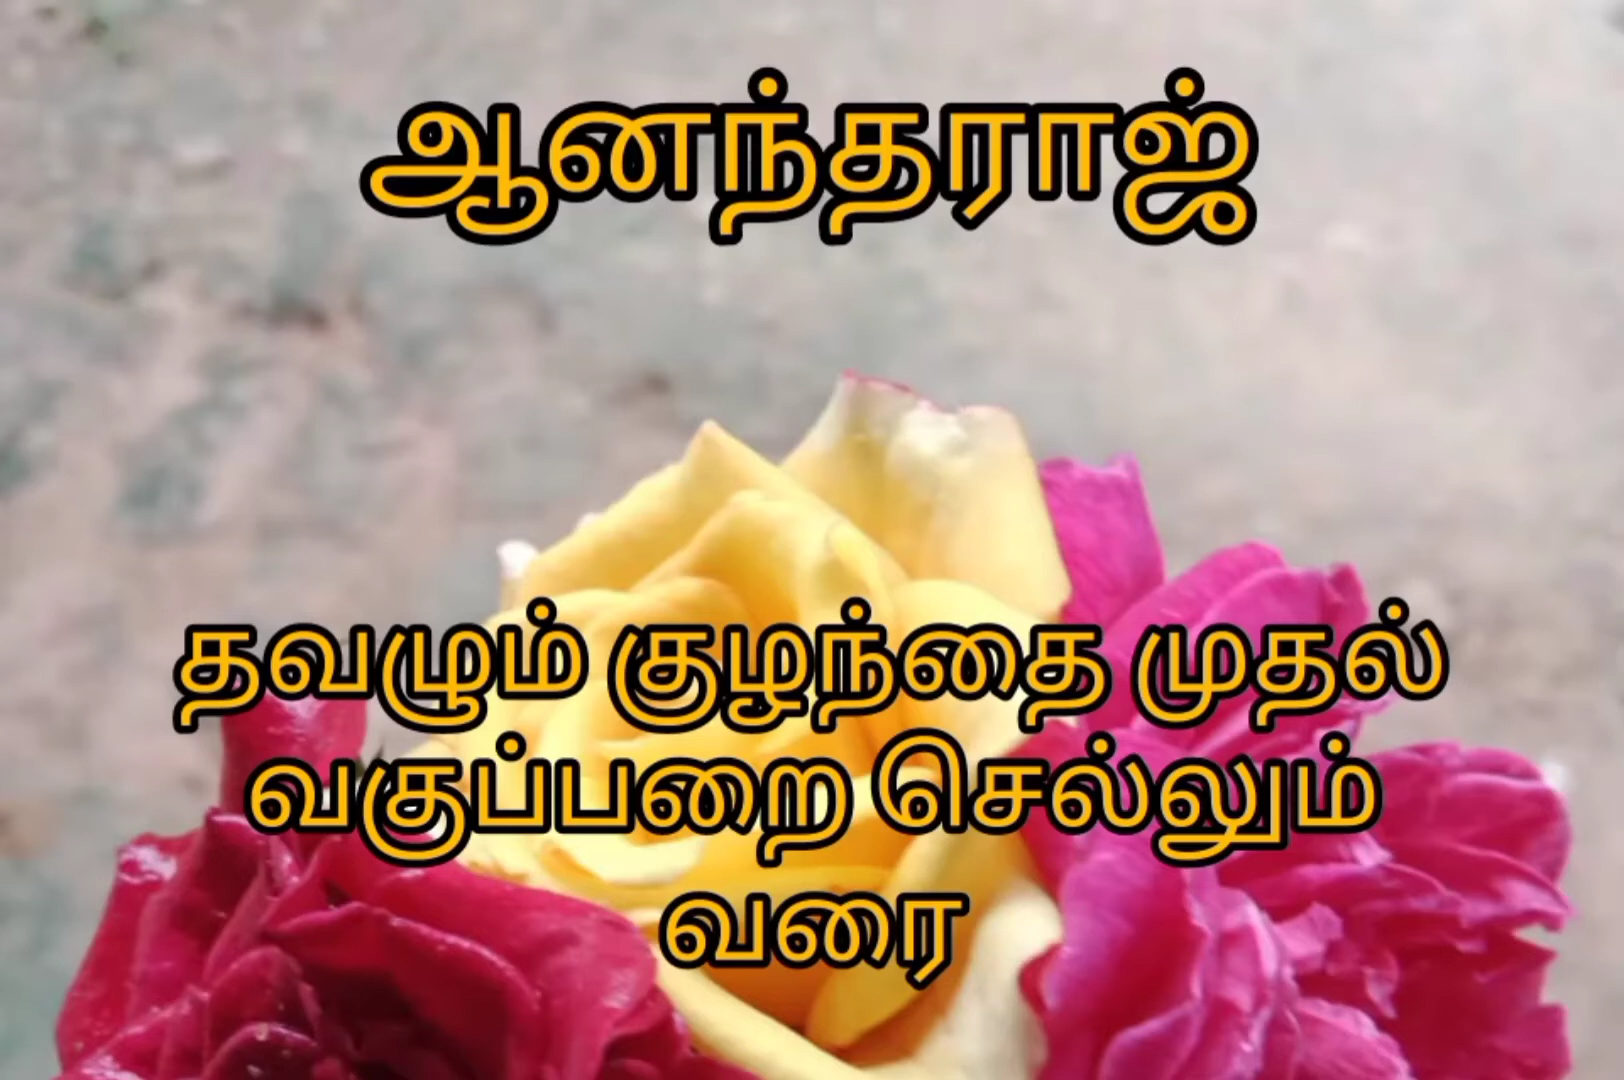 ஆனந்தராஜ்
தவழும் குழந்தை முதல்
வகுப்பறை செல்லும்
வரை